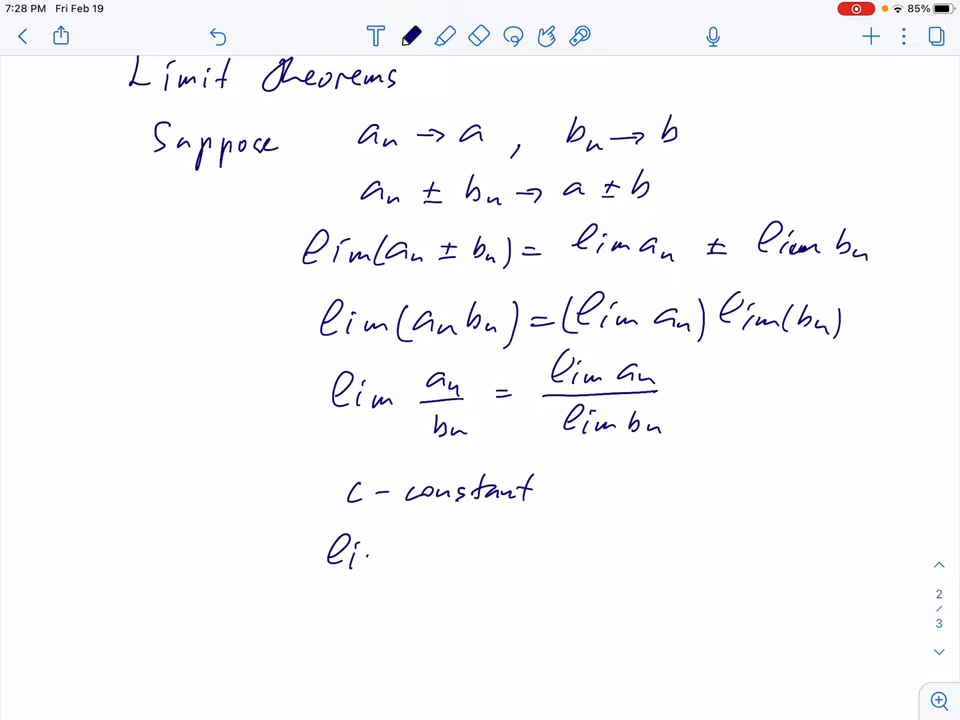 7:28 PM Fri Feb 19 85%
Limit theorems
Suppose aₙ → a , bₙ → b
aₙ ± bₙ → a ± b
lim(aₙ ± bₙ) = lim aₙ ± lim bₙ
lim(aₙ bₙ) = (lim aₙ) lim(bₙ)
lim aₙ/bₙ = lim aₙ/lim bₙ
c - constant
li.
2
/
3